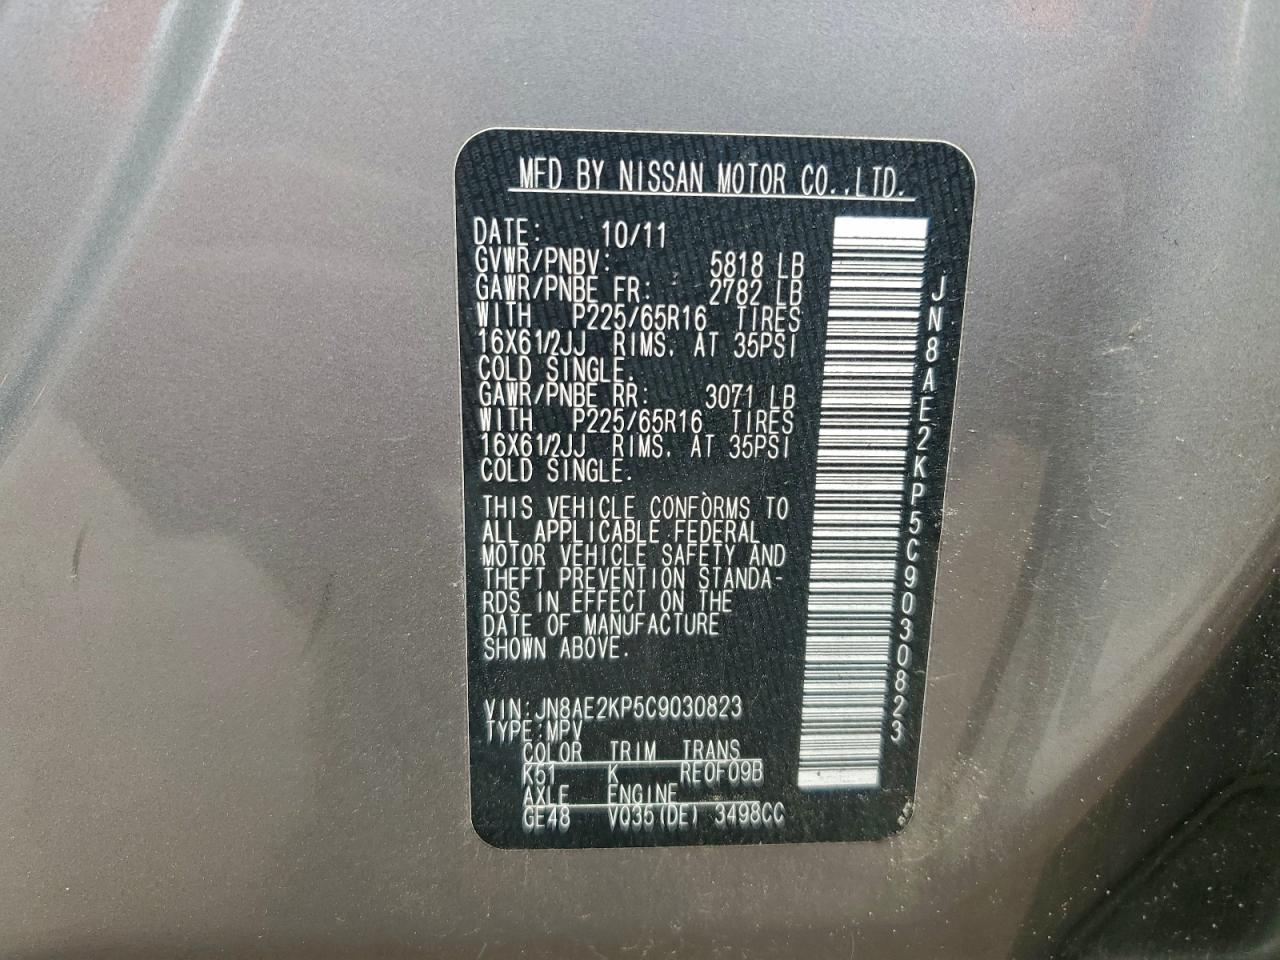 MFD BY NISSAN MOTOR CO.,LTD.
DATE: 10/11
GVWR/PNBV: 5818 LB
GAWR/PNBE FR: 2782 LB
WITH P225/65R16 TIRES
16X61/2JJ RIMS. AT 35PSI
COLD SINGLE.
GAWR/PNBE RR: 3071 LB
WITH P225/65R16 TIRES
16X61/2JJ RIMS. AT 35PSI
COLD SINGLE.
THIS VEHICLE CONFORMS TO
ALL APPLICABLE FEDERAL
MOTOR VEHICLE SAFETY AND
THEFT PREVENTION STANDA-
RDS IN EFFECT ON THE
DATE OF MANUFACTURE
SHOWN ABOVE.
VIN:JN8AE2KP5C9030823
TYPE:MPV
COLOR TRIM TRANS
K51 K RE0F09B
AXLE ENGINE
GE48 VQ35(DE) 3498CC
JN8AE2KP5C9030823